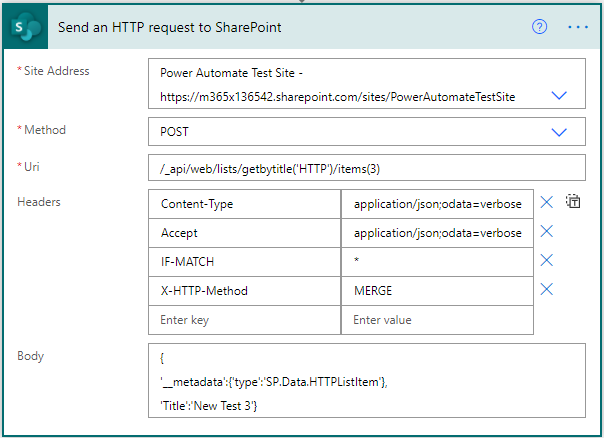 Send an HTTP request to SharePoint
* Site Address
Power Automate Test Site -
https://m365x136542.sharepoint.com/sites/PowerAutomateTestSite
* Method
POST
* Uri
/_api/web/lists/getbytitle('HTTP')/items(3)
Headers
Content-Type application/json;odata=verbose
Accept application/json;odata=verbose
IF-MATCH *
X-HTTP-Method MERGE
Enter key Enter value
Body
{
'__metadata':{'type':'SP.Data.HTTPListItem'},
'Title':'New Test 3'}